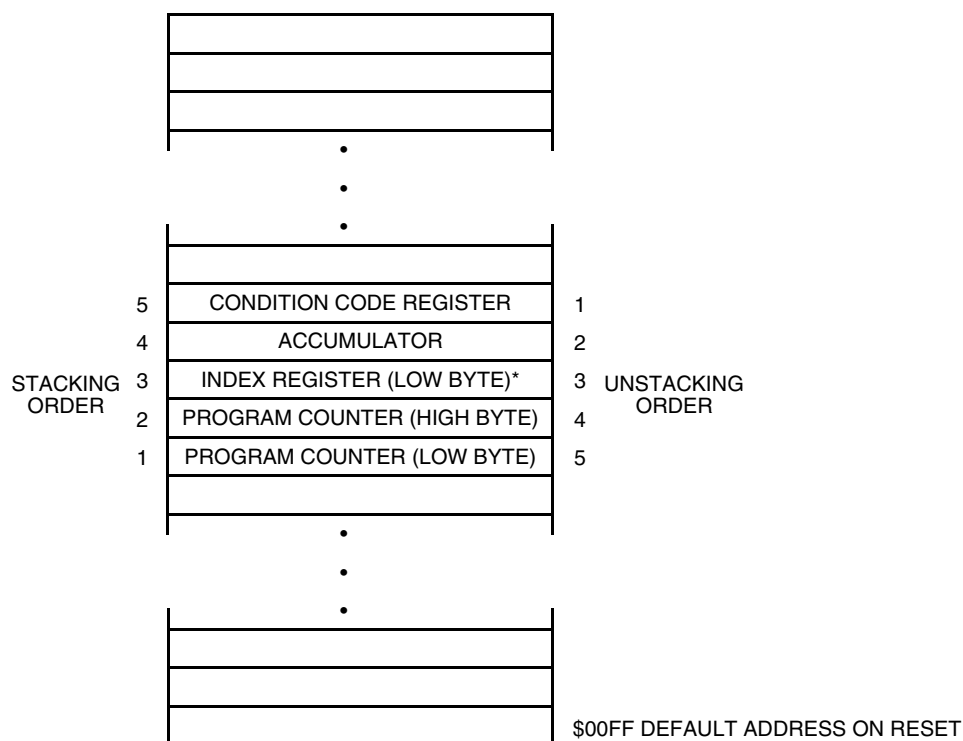 5 CONDITION CODE REGISTER 1
4 ACCUMULATOR 2
STACKING ORDER 3 INDEX REGISTER (LOW BYTE)* 3 UNSTACKING ORDER
2 PROGRAM COUNTER (HIGH BYTE) 4
1 PROGRAM COUNTER (LOW BYTE) 5
$00FF DEFAULT ADDRESS ON RESET